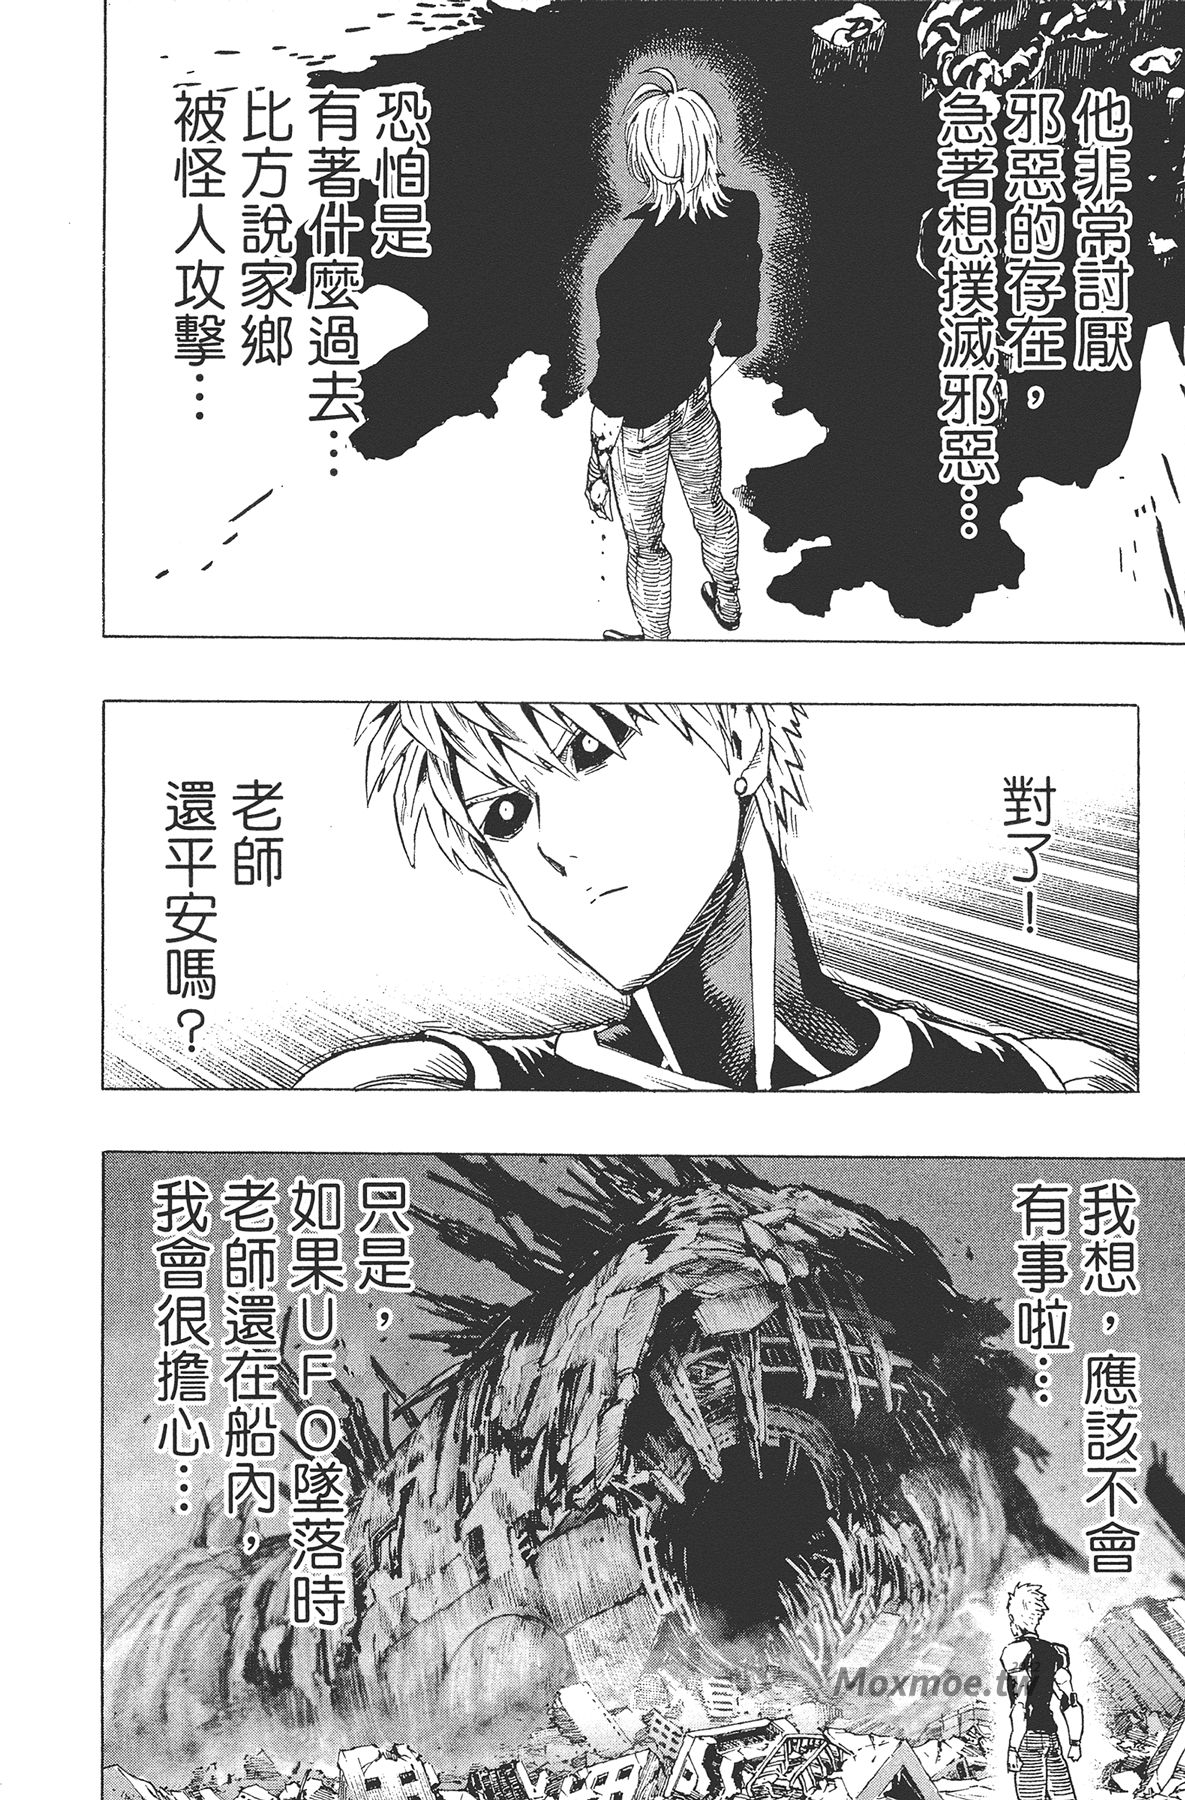 他非常討厭
邪惡的存在，
急著想撲滅邪惡…
恐怕是
有著什麼過去…
比方說家鄉
被怪人攻擊…
對了！
老師
還平安嗎？
我想，應該不會
有事啦…
只是，
如果UFO墜落時
老師還在船內，
我會很擔心…
Moxmoe.tw